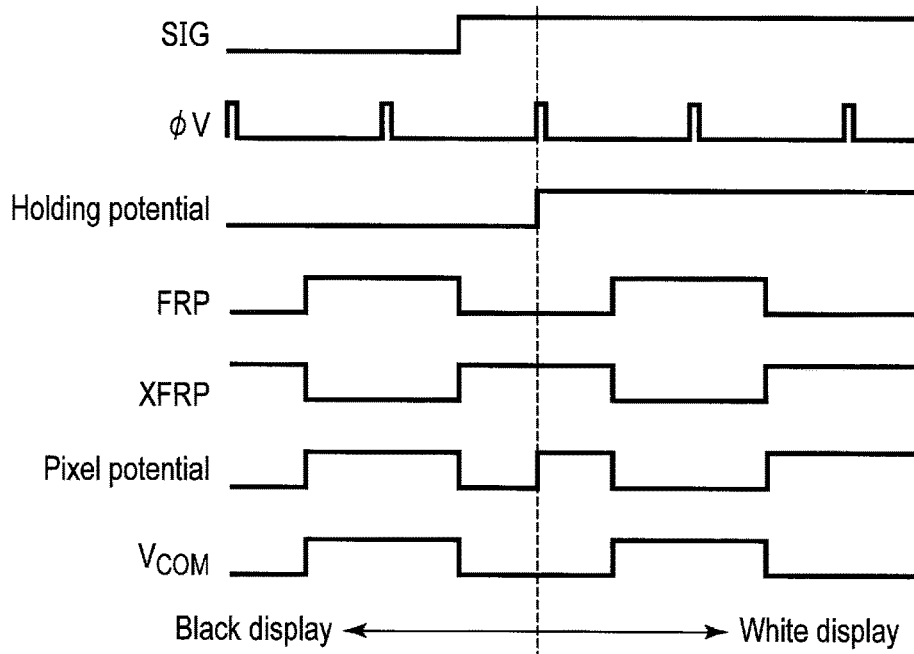 SIG
ϕV
Holding potential
FRP
XFRP
Pixel potential
VCOM
Black display
White display